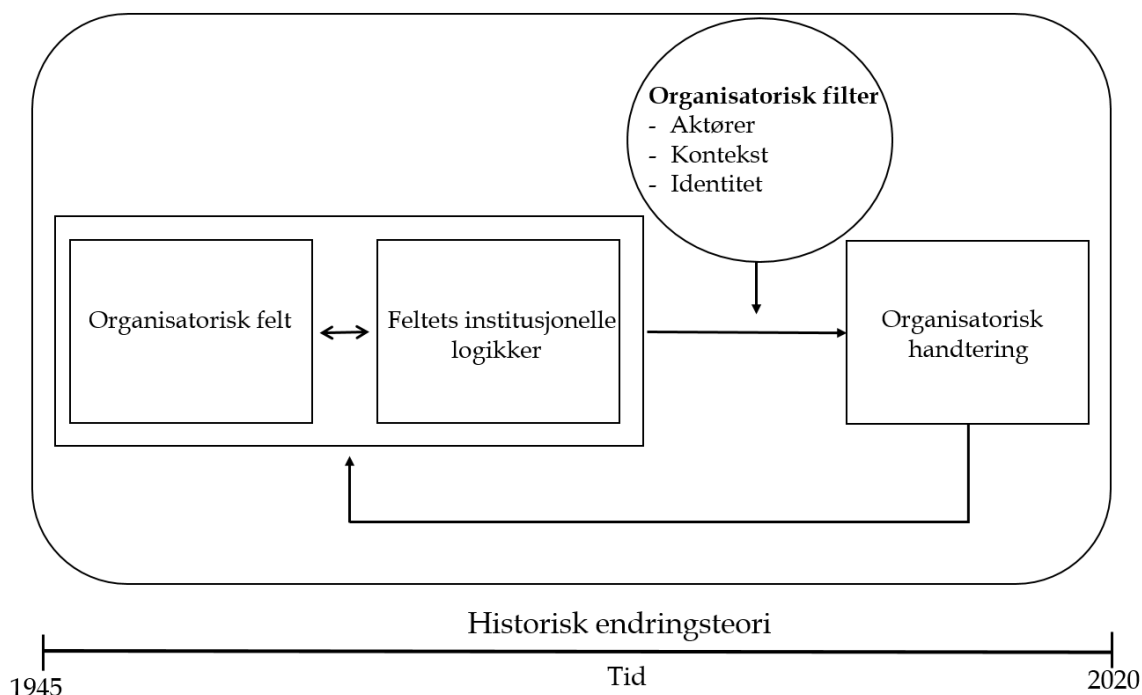 Organisatorisk filter
- Aktører
- Kontekst
- Identitet
Organisatorisk felt
Feltets institusjonelle
logikker
Organisatorisk
handtering
Historisk endringsteori
Tid
1945
2020